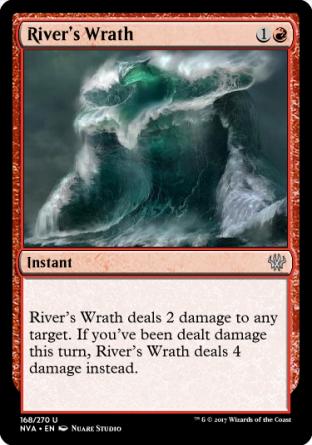 River's Wrath 1
Instant
River's Wrath deals 2 damage to any
target. If you've been dealt damage
this turn, River's Wrath deals 4
damage instead.
168/270 U
NVA • EN Nuare Studio
™ & © 2017 Wizards of the Coast